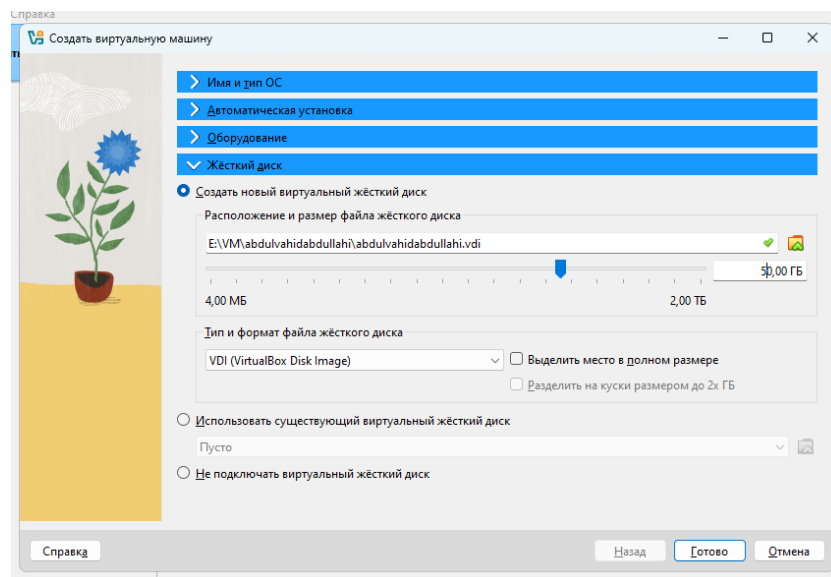 Справка
Создать виртуальную машину
Имя и тип ОС
Автоматическая установка
Оборудование
Жёсткий диск
Создать новый виртуальный жёсткий диск
Расположение и размер файла жёсткого диска
E:\VM\abdulvahidabdullahi\abdulvahidabdullahi.vdi
50,00 ГБ
4,00 МБ 2,00 ТБ
Тип и формат файла жёсткого диска
VDI (VirtualBox Disk Image) Выделить место в полном размере
Разделить на куски размером до 2х ГБ
Использовать существующий виртуальный жёсткий диск
Пусто
Не подключать виртуальный жёсткий диск
Справка Назад Готово Отмена